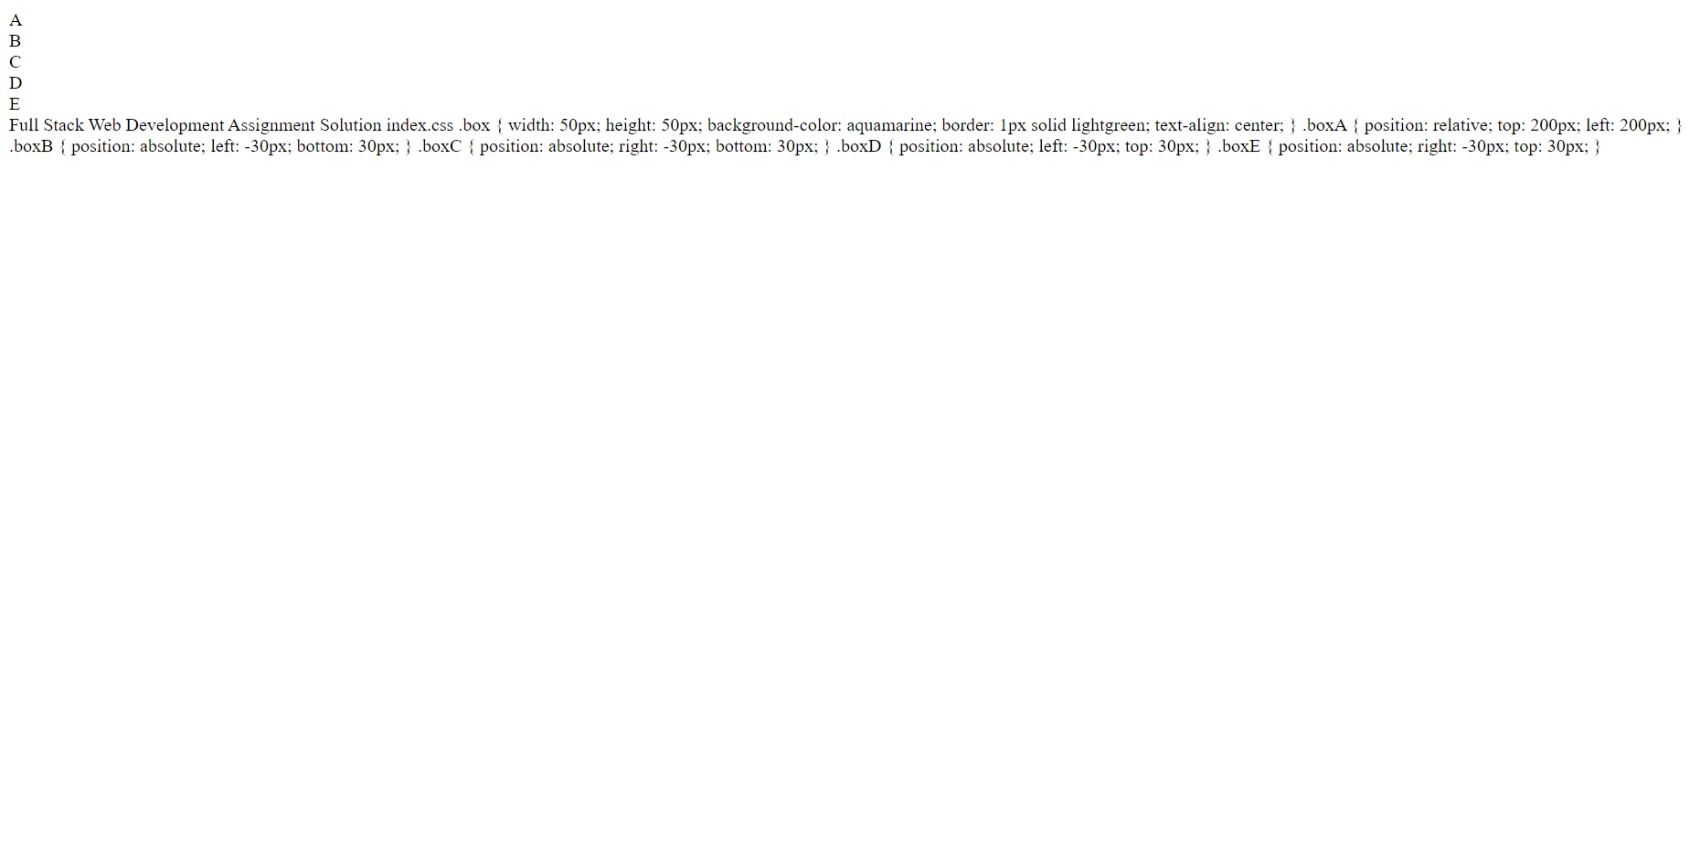 A
B
C
D
E
Full Stack Web Development Assignment Solution index.css .box { width: 50px; height: 50px; background-color: aquamarine; border: 1px solid lightgreen; text-align: center; } .boxA { position: relative; top: 200px; left: 200px; }
.boxB { position: absolute; left: -30px; bottom: 30px; } .boxC { position: absolute; right: -30px; bottom: 30px; } .boxD { position: absolute; left: -30px; top: 30px; } .boxE { position: absolute; right: -30px; top: 30px; }